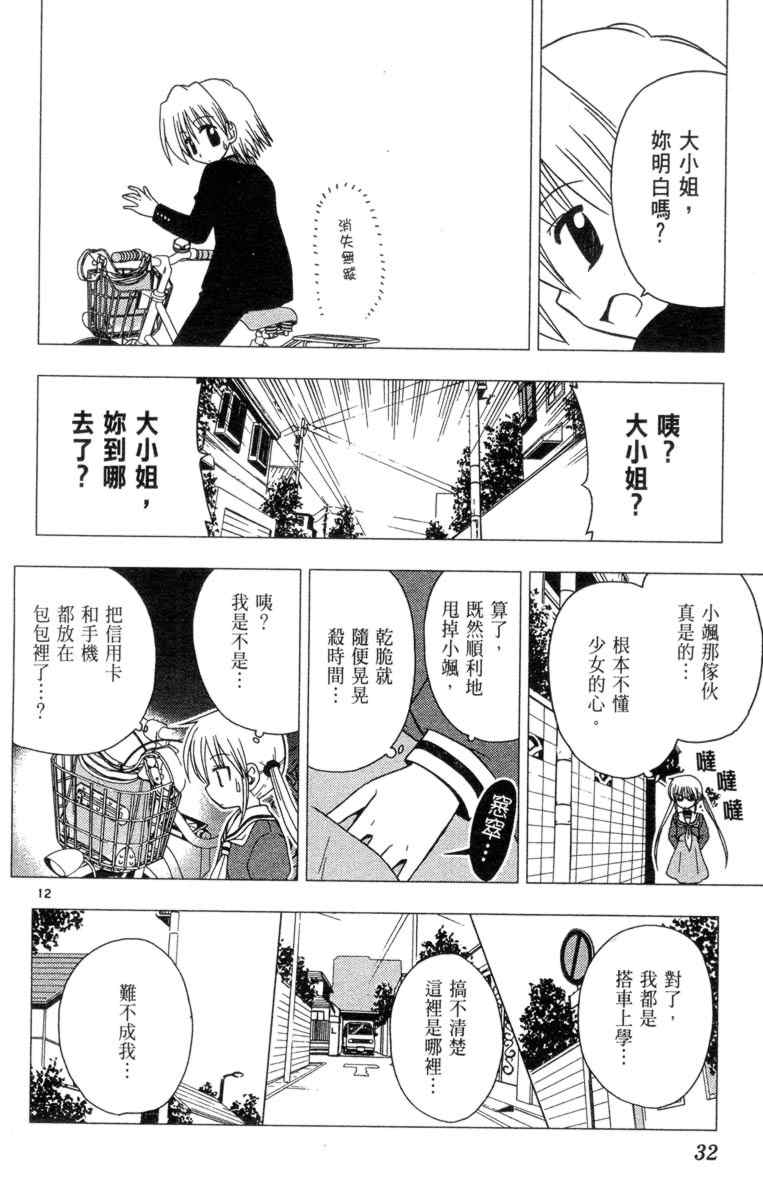 大小姐，
妳明白嗎？
消失無蹤
咦？
大小姐？
大小姐，
妳到哪
去了？
小颯那傢伙
真是的…
根本不懂
少女的心。
噠
噠
噠
算了，
既然順利地
甩掉小颯，
乾脆就
隨便晃晃
殺時間…
窸窣…
咦？
我是不是…
把信用卡
和手機
都放在
包包裡了…？
12
對了，
我都是
搭車上學…
搞不清楚
這裡是哪裡…
難不成我…
32